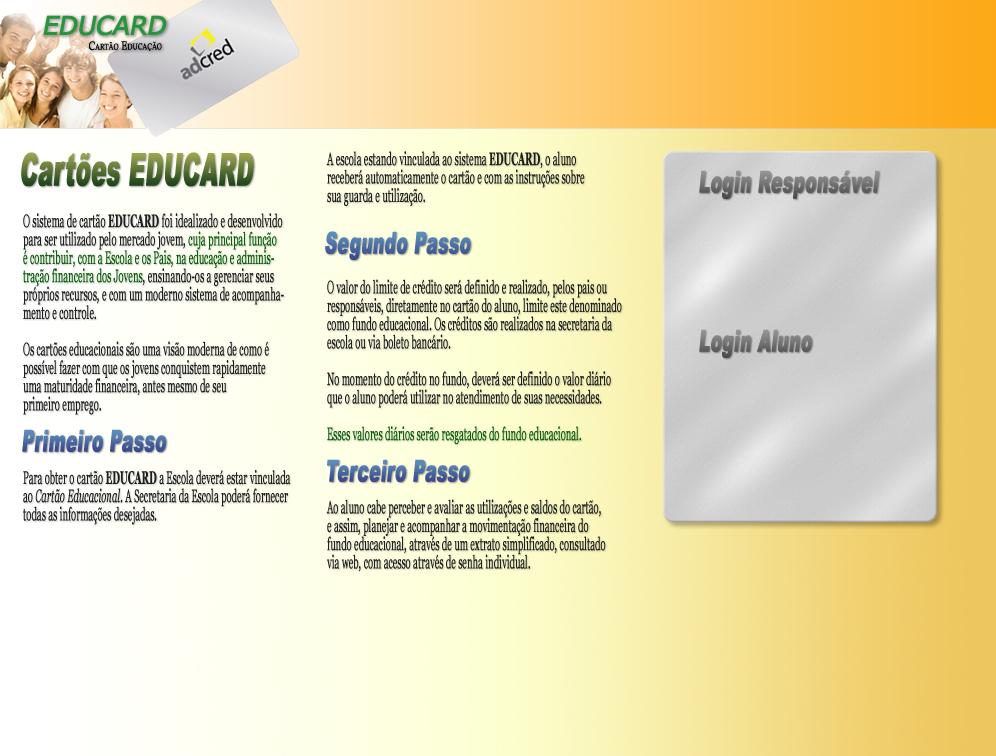 EDUCARD
Cartão Educação
adcred
Cartões EDUCARD
O sistema de cartão EDUCARD foi idealizado e desenvolvido
para ser utilizado pelo mercado jovem, cuja principal função
é contribuir, com a Escola e os Pais, na educação e adminis-
tração financeira dos Jovens, ensinando-os a gerenciar seus
próprios recursos, e com um moderno sistema de acompanha-
mento e controle.
Os cartões educacionais são uma visão moderna de como é
possível fazer com que os jovens conquistem rapidamente
uma maturidade financeira, antes mesmo de seu
primeiro emprego.
Primeiro Passo
Para obter o cartão EDUCARD a Escola deverá estar vinculada
ao Cartão Educacional. A Secretaria da Escola poderá fornecer
todas as informações desejadas.
A escola estando vinculada ao sistema EDUCARD, o aluno
receberá automaticamente o cartão e com as instruções sobre
sua guarda e utilização.
Segundo Passo
O valor do limite de crédito será definido e realizado, pelos pais ou
responsáveis, diretamente no cartão do aluno, limite este denominado
como fundo educacional. Os créditos são realizados na secretaria da
escola ou via boleto bancário.
No momento do crédito no fundo, deverá ser definido o valor diário
que o aluno poderá utilizar no atendimento de suas necessidades.
Esses valores diários serão resgatados do fundo educacional.
Terceiro Passo
Ao aluno cabe perceber e avaliar as utilizações e saldos do cartão,
e assim, planejar e acompanhar a movimentação financeira do
fundo educacional, através de um extrato simplificado, consultado
via web, com acesso através de senha individual.
Login Responsável
Login Aluno